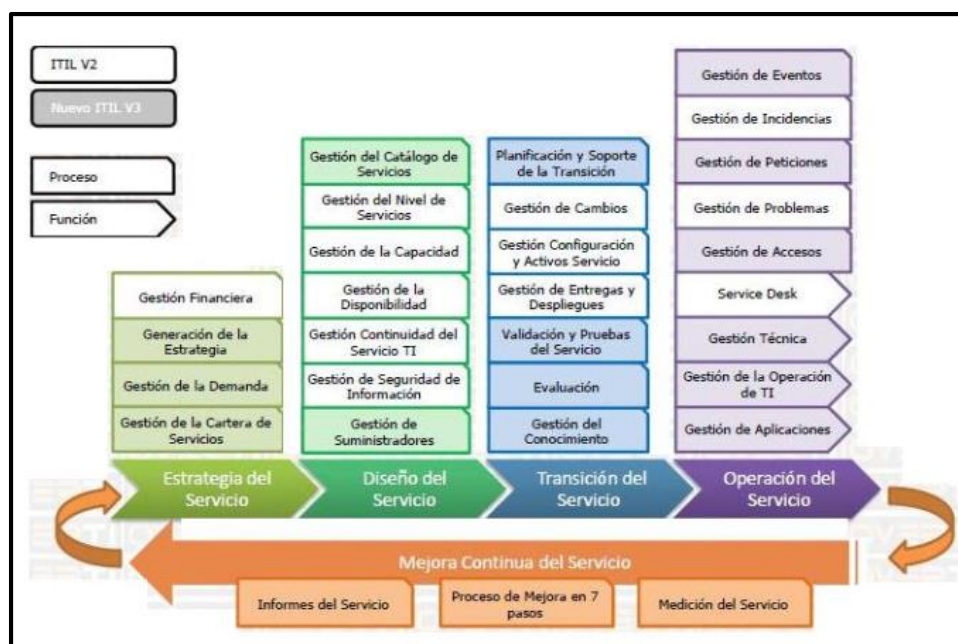 ITIL V2
Nuevo ITIL V3
Proceso
Función
Gestión Financiera
Generación de la
Estrategia
Gestión de la Demanda
Gestión de la Cartera de
Servicios
Gestión del Catálogo de
Servicios
Gestión del Nivel de
Servicios
Gestión de la Capacidad
Gestión de la
Disponibilidad
Gestión Continuidad del
Servicio TI
Gestión de Seguridad de
Información
Gestión de
Suministradores
Planificación y Soporte
de la Transición
Gestión de Cambios
Gestión Configuración
y Activos Servicio
Gestión de Entregas y
Despliegues
Validación y Pruebas
del Servicio
Evaluación
Gestión del
Conocimiento
Gestión de Eventos
Gestión de Incidencias
Gestión de Peticiones
Gestión de Problemas
Gestión de Accesos
Service Desk
Gestión Técnica
Gestión de la Operación
de TI
Gestión de Aplicaciones
Estrategia del
Servicio
Diseño del
Servicio
Transición del
Servicio
Operación del
Servicio
Mejora Continua del Servicio
Informes del Servicio
Proceso de Mejora en 7
pasos
Medición del Servicio